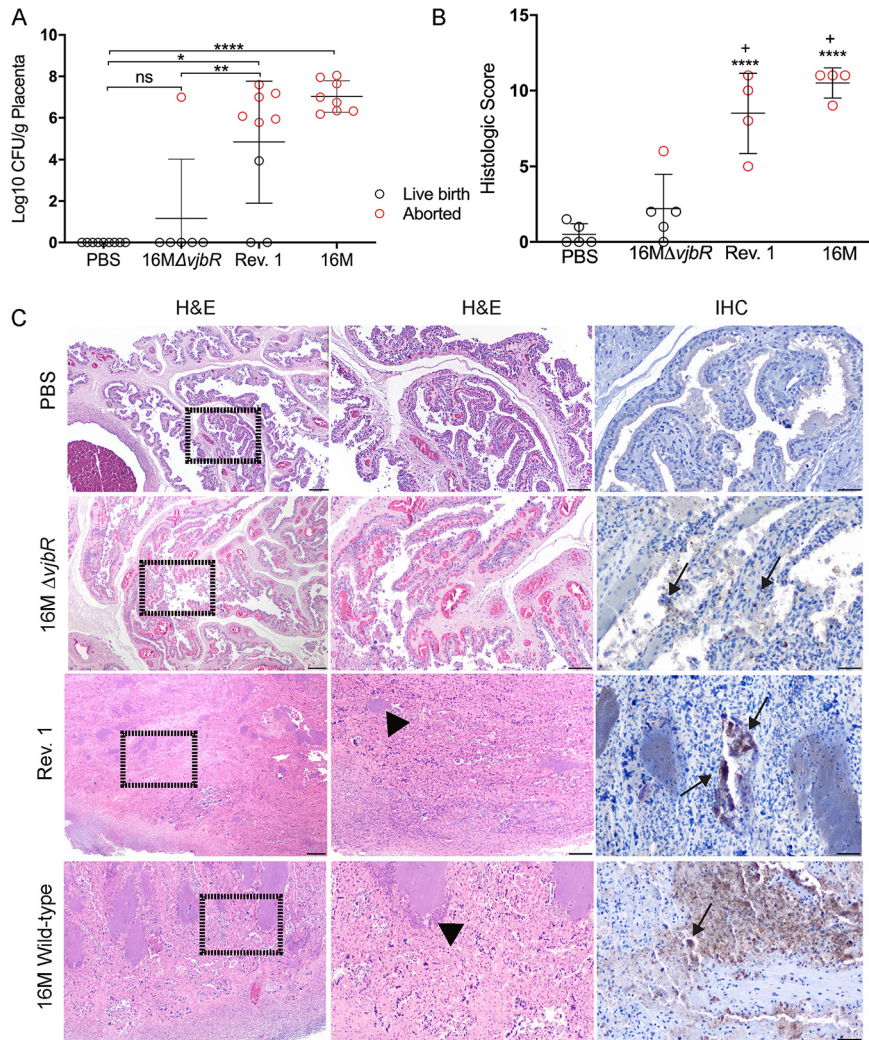 A
Log10 CFU/g Placenta
10
8
6
4
2
0
****
*
ns
**
PBS
16MΔvjbR
Rev. 1
16M
Live birth
Aborted
B
Histologic Score
15
10
5
0
+
****
+
****
PBS
16MΔvjbR
Rev. 1
16M
C
H&E
H&E
IHC
PBS
16M ΔvjbR
Rev. 1
16M Wild-type